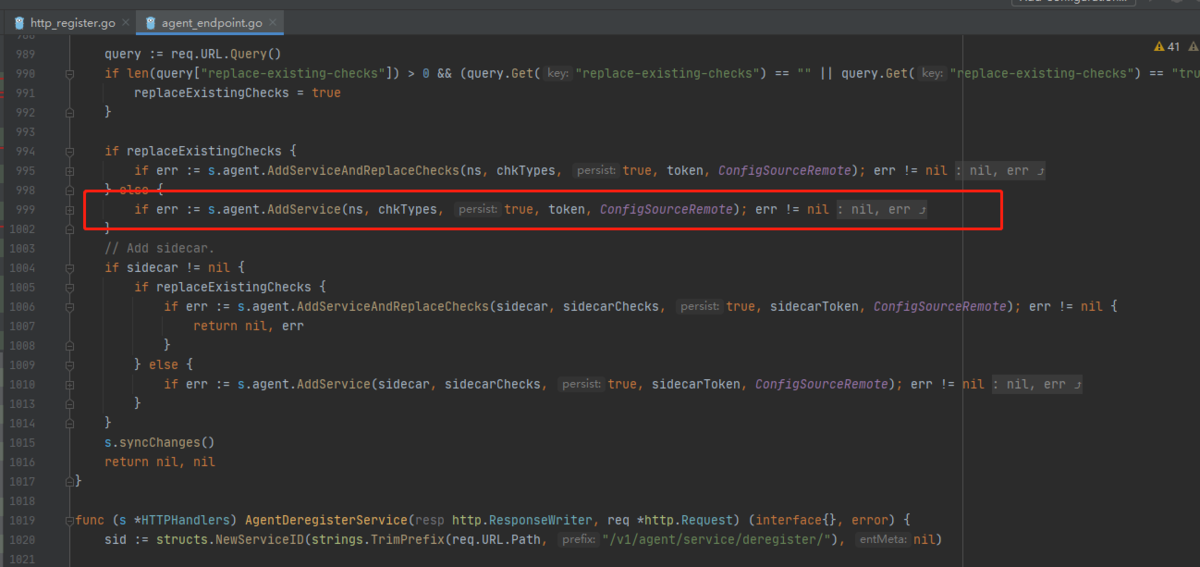 http_register.go × agent_endpoint.go ×
989 query := req.URL.Query() 41
990 if len(query["replace-existing-checks"]) > 0 && (query.Get( key: "replace-existing-checks") == "" || query.Get( key: "replace-existing-checks") == "tru
991 replaceExistingChecks = true
992 }
993
994 if replaceExistingChecks {
995 if err := s.agent.AddServiceAndReplaceChecks(ns, chkTypes, persist: true, token, ConfigSourceRemote); err != nil : nil, err
998 } else {
999 if err := s.agent.AddService(ns, chkTypes, persist: true, token, ConfigSourceRemote); err != nil : nil, err
1002 }
1003 // Add sidecar.
1004 if sidecar != nil {
1005 if replaceExistingChecks {
1006 if err := s.agent.AddServiceAndReplaceChecks(sidecar, sidecarChecks, persist: true, sidecarToken, ConfigSourceRemote); err != nil {
1007 return nil, err
1008 }
1009 } else {
1010 if err := s.agent.AddService(sidecar, sidecarChecks, persist: true, sidecarToken, ConfigSourceRemote); err != nil : nil, err
1013 }
1014 }
1015 s.syncChanges()
1016 return nil, nil
1017 }
1018
1019 func (s *HTTPHandlers) AgentDeregisterService(resp http.ResponseWriter, req *http.Request) (interface{}, error) {
1020 sid := structs.NewServiceID(strings.TrimPrefix(req.URL.Path, prefix: "/v1/agent/service/deregister/"), entMeta: nil)
1021